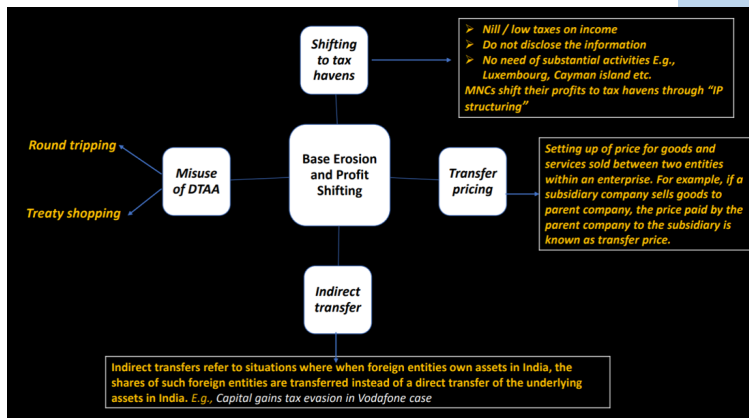 Shifting
to tax
havens
➢ Nill / low taxes on income
➢ Do not disclose the information
➢ No need of substantial activities E.g.,
Luxembourg, Cayman island etc.
MNCs shift their profits to tax havens through “IP
structuring”
Round tripping
Treaty shopping
Misuse
of DTAA
Base Erosion
and Profit
Shifting
Transfer
pricing
Setting up of price for goods and
services sold between two entities
within an enterprise. For example, if a
subsidiary company sells goods to
parent company, the price paid by the
parent company to the subsidiary is
known as transfer price.
Indirect
transfer
Indirect transfers refer to situations where when foreign entities own assets in India, the
shares of such foreign entities are transferred instead of a direct transfer of the underlying
assets in India. E.g., Capital gains tax evasion in Vodafone case